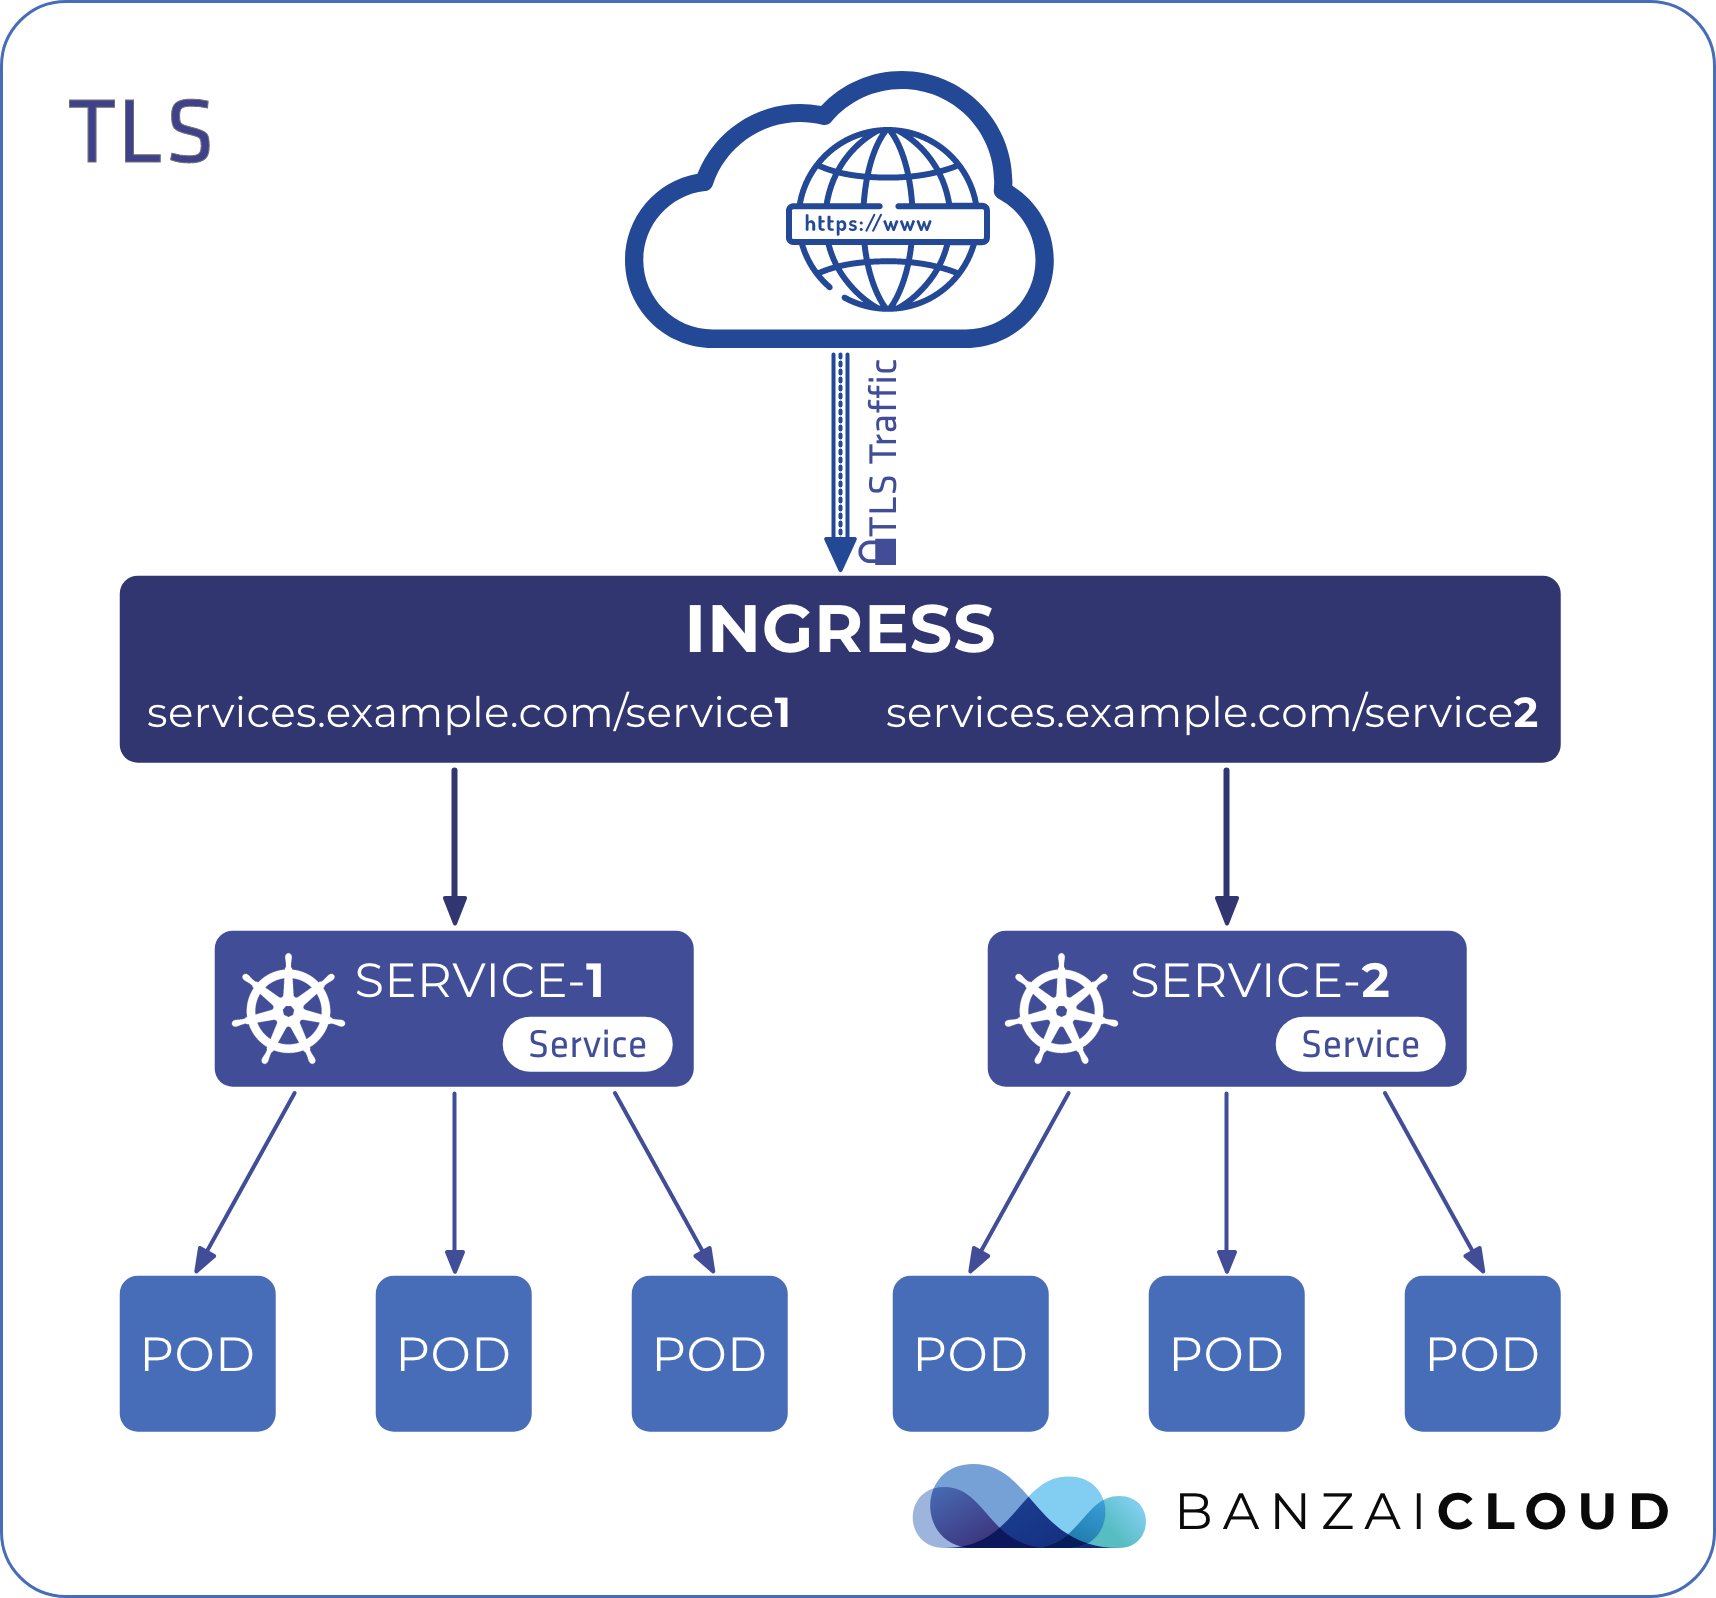 TLS
https://www
TLS Traffic
INGRESS
services.example.com/service1
services.example.com/service2
SERVICE-1
Service
SERVICE-2
Service
POD
POD
POD
POD
POD
POD
BANZAICLOUD